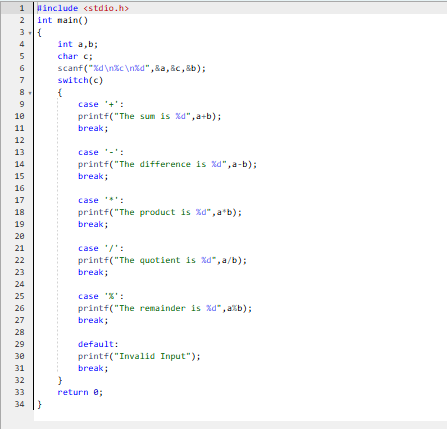 1 #include <stdio.h>
2 int main()
3 {
4 int a,b;
5 char c;
6 scanf("%d\n%c\n%d",&a,&c,&b);
7 switch(c)
8 {
9 case '+':
10 printf("The sum is %d",a+b);
11 break;
12
13 case '-':
14 printf("The difference is %d",a-b);
15 break;
16
17 case '*':
18 printf("The product is %d",a*b);
19 break;
20
21 case '/':
22 printf("The quotient is %d",a/b);
23 break;
24
25 case '%':
26 printf("The remainder is %d",a%b);
27 break;
28
29 default:
30 printf("Invalid Input");
31 break;
32 }
33 return 0;
34 }